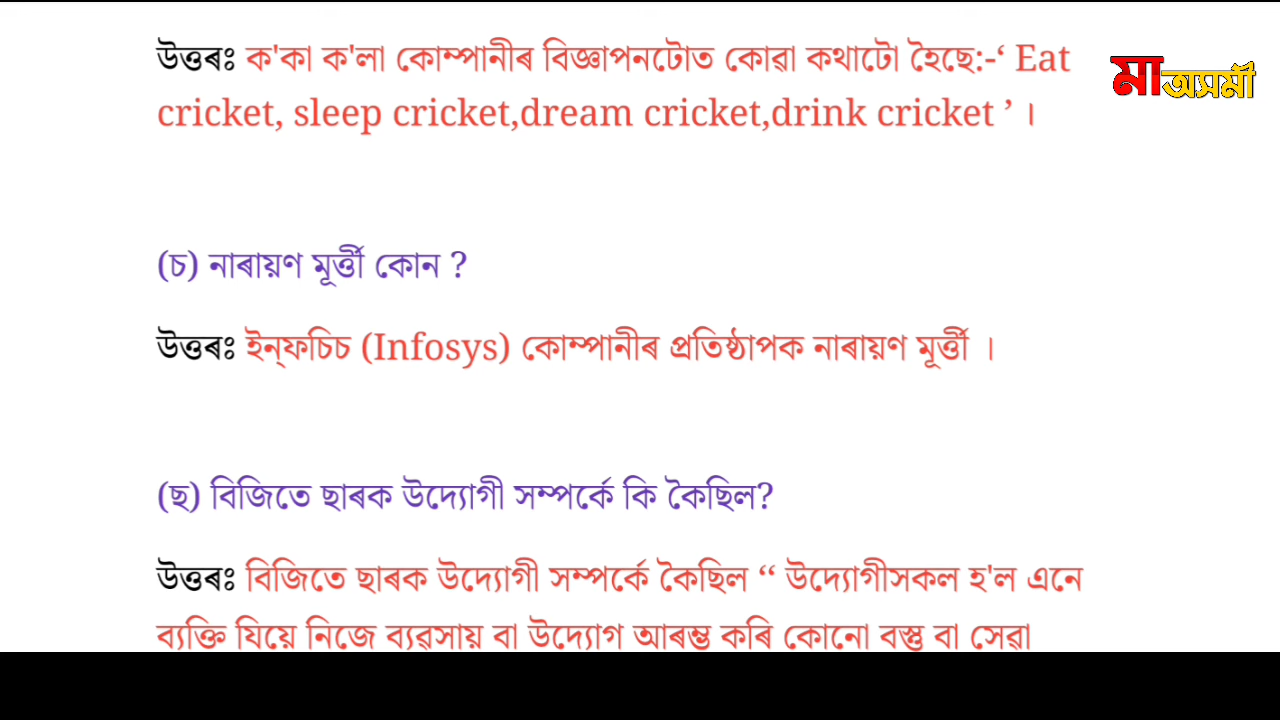 উত্তৰঃ ক'কা ক'লা কোম্পানীৰ বিজ্ঞাপনটোত কোৱা কথাটো হৈছে:-‘ Eat
cricket, sleep cricket,dream cricket,drink cricket ’ ।
মা অসমী
(চ) নাৰায়ণ মূৰ্ত্তী কোন ?
উত্তৰঃ ইন্‌ফচিচ (Infosys) কোম্পানীৰ প্ৰতিষ্ঠাপক নাৰায়ণ মূৰ্ত্তী ।
(ছ) বিজিতে ছাৰক উদ্যোগী সম্পৰ্কে কি কৈছিল?
উত্তৰঃ বিজিতে ছাৰক উদ্যোগী সম্পৰ্কে কৈছিল “ উদ্যোগীসকল হ'ল এনে
ব্যক্তি যিয়ে নিজে ব্যৱসায় বা উদ্যোগ আৰম্ভ কৰি কোনো বস্তু বা সেৱা